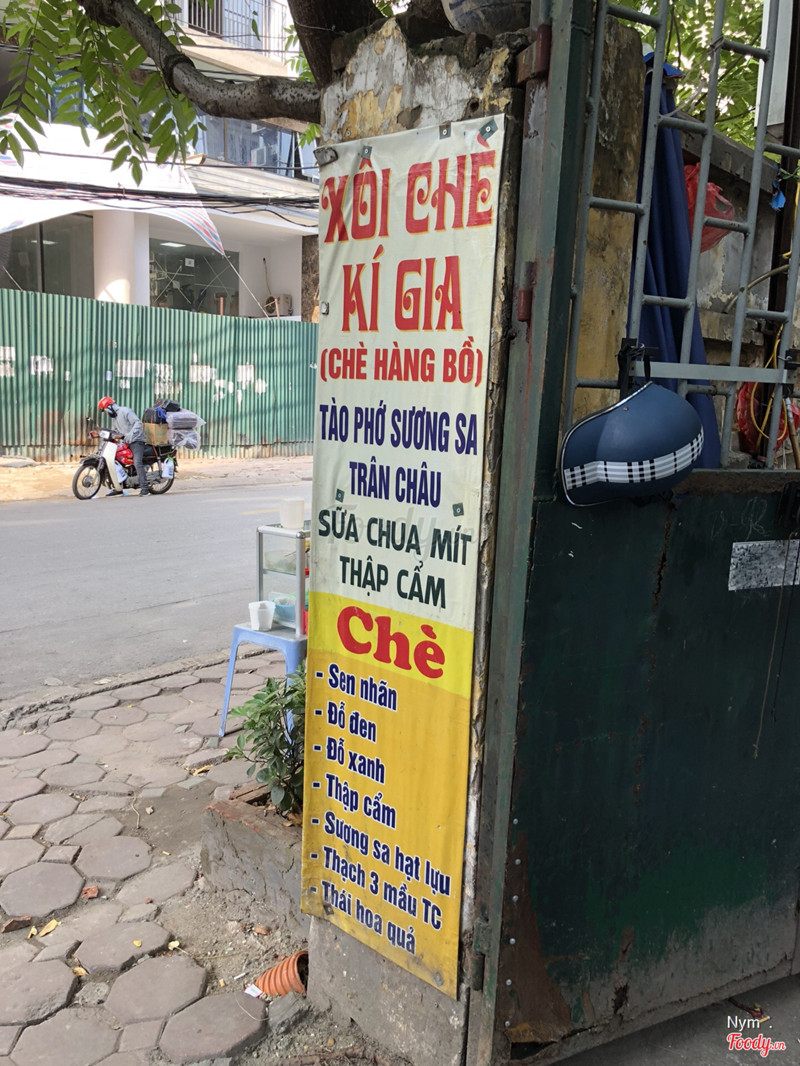 XÔI CHÈ
KÍ GIA
(CHÈ HÀNG BỒ)
TÀO PHỚ SƯƠNG SA
TRÂN CHÂU
SỮA CHUA MÍT
THẬP CẨM
Chè
- Sen nhãn
- Đỗ đen
- Đỗ xanh
- Thập cẩm
- Sương sa hạt lựu
- Thạch 3 mầu TC
- Thái hoa quả
Nym .
Foody.vn